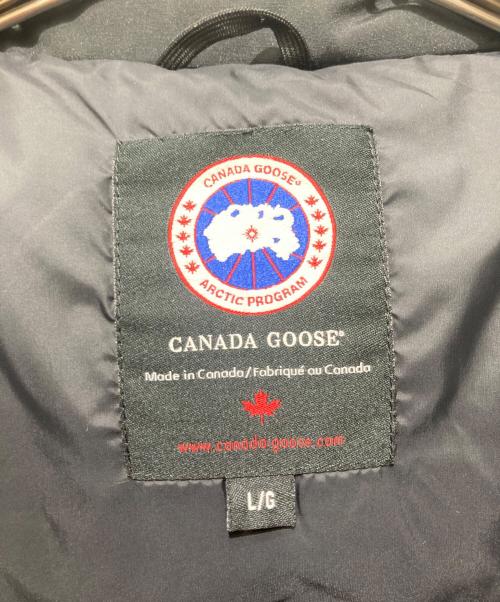 CANADA GOOSE®
ARCTIC PROGRAM
CANADA GOOSE®
Made in Canada/Fabriqué au Canada
www.canada-goose.com
L/G